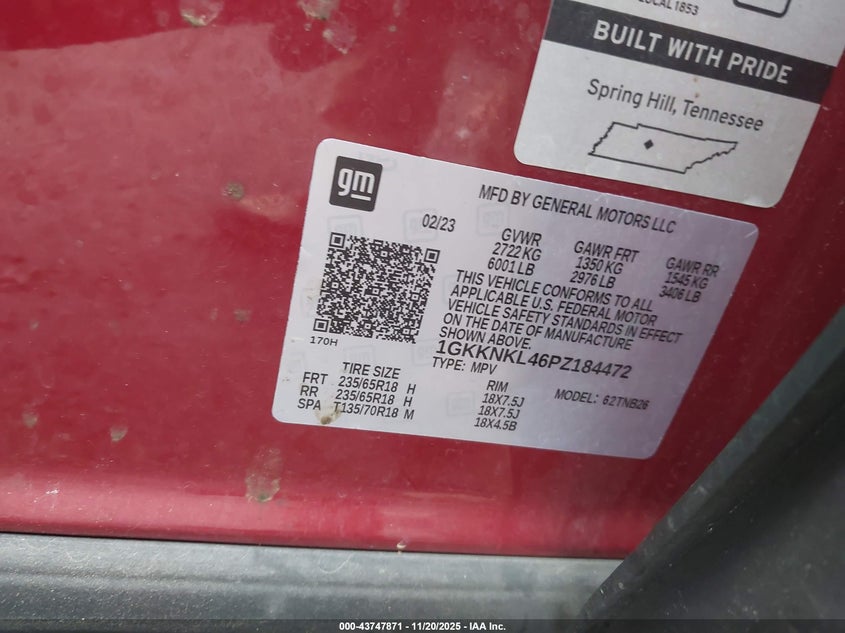 LOCAL 1853
BUILT WITH PRIDE
Spring Hill, Tennessee
gm
MFD BY GENERAL MOTORS LLC
02/23
GVWR GAWR FRT GAWR RR
2722 KG 1350 KG 1545 KG
6001 LB 2976 LB 3406 LB
THIS VEHICLE CONFORMS TO ALL
APPLICABLE U.S. FEDERAL MOTOR
VEHICLE SAFETY STANDARDS IN EFFECT
ON THE DATE OF MANUFACTURE
SHOWN ABOVE.
170H
1GKKNKL46PZ184472
TYPE: MPV
TIRE SIZE RIM MODEL: 62TNB26
FRT 235/65R18 H 18X7.5J
RR 235/65R18 H 18X7.5J
SPA T135/70R18 M 18X4.5B
000-43747871 - 11/20/2025 - IAA Inc.